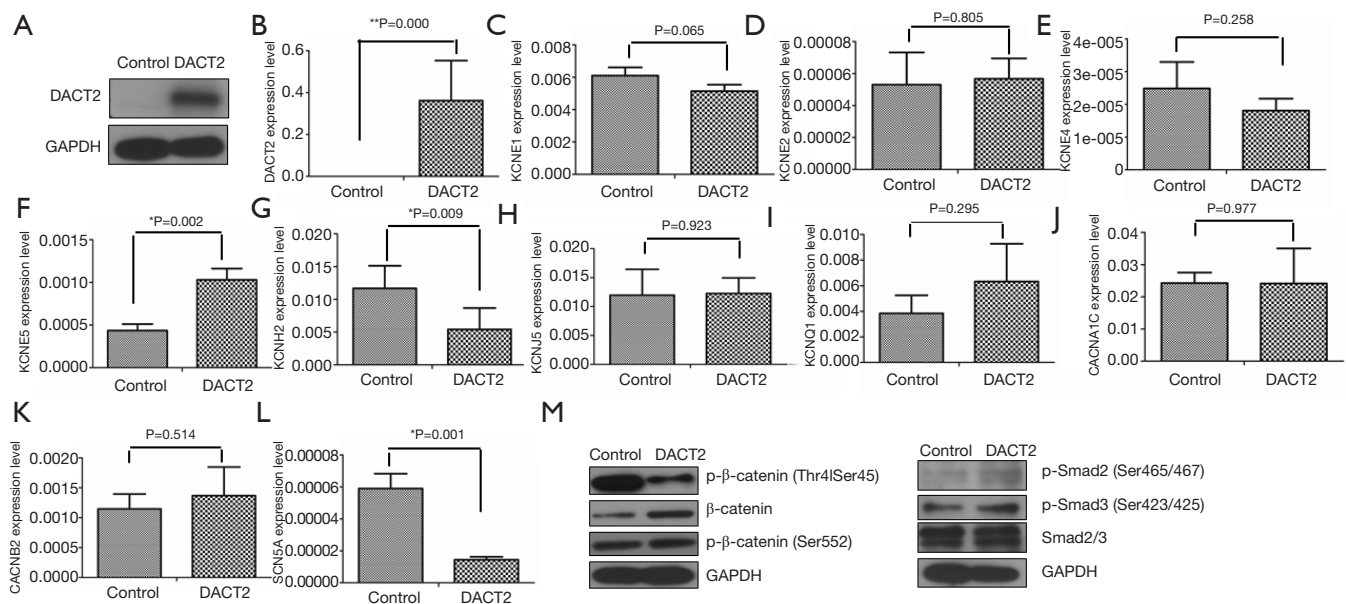 A
Control DACT2
DACT2
GAPDH
B
**P=0.000
DACT2 expression level
0.6
0.4
0.2
0.0
Control DACT2
C
P=0.065
KCNE1 expression level
0.008
0.006
0.004
0.002
0.000
Control DACT2
D
P=0.805
KCNE2 expression level
0.00008
0.00006
0.00004
0.00002
0.00000
Control DACT2
E
P=0.258
KCNE4 expression level
4e-005
3e-005
2e-005
1e-005
0
Control DACT2
F
*P=0.002
KCNE5 expression level
0.0015
0.0010
0.0005
0.0000
Control DACT2
G
*P=0.009
KCNH2 expression level
0.020
0.015
0.010
0.005
0.000
Control DACT2
H
P=0.923
KCNJ5 expression level
0.020
0.015
0.010
0.005
0.000
Control DACT2
I
P=0.295
KCNQ1 expression level
0.010
0.008
0.006
0.004
0.002
0.000
Control DACT2
J
P=0.977
CACNA1C expression level
0.04
0.03
0.02
0.01
0.00
Control DACT2
K
P=0.514
CACNB2 expression level
0.0020
0.0015
0.0010
0.0005
0.0000
Control DACT2
L
*P=0.001
SCN5A expression level
0.00008
0.00006
0.00004
0.00002
0.00000
Control DACT2
M
Control DACT2
p-β-catenin (Thr4lSer45)
β-catenin
p-β-catenin (Ser552)
GAPDH
Control DACT2
p-Smad2 (Ser465/467)
p-Smad3 (Ser423/425)
Smad2/3
GAPDH